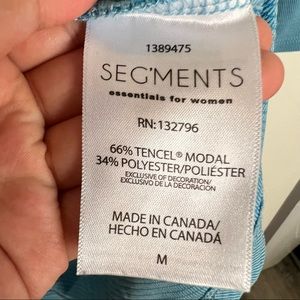 1389475
SEG'MENTS
essentials for women
RN:132796
66% TENCEL® MODAL
34% POLYESTER/POLIÉSTER
EXCLUSIVE OF DECORATION/
EXCLUSIVO DE LA DECORACIÓN
MADE IN CANADA/
HECHO EN CANADÁ
M